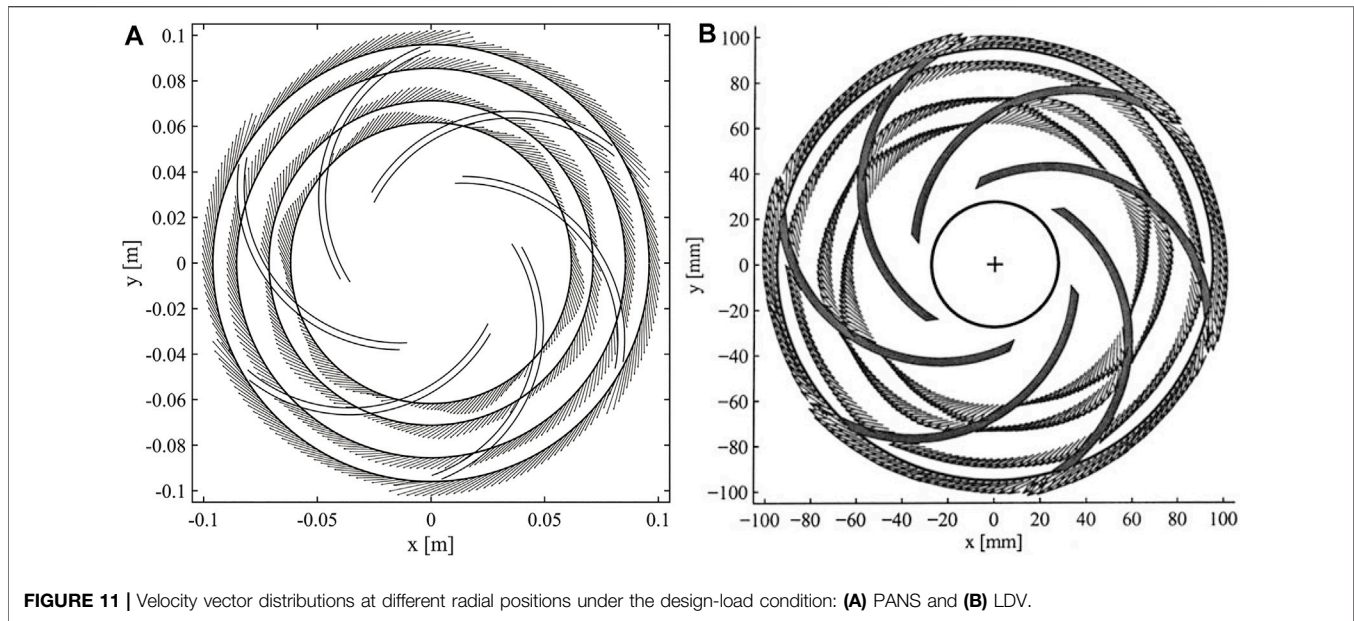 A
0.1
0.08
0.06
0.04
0.02
0
-0.02
-0.04
-0.06
-0.08
-0.1
y [m]
-0.1 -0.05 0 0.05 0.1
x [m]
B
100
80
60
40
20
0
−20
−40
−60
−80
−100
y [mm]
−100 −80 −60 −40 −20 0 20 40 60 80 100
x [mm]
FIGURE 11 | Velocity vector distributions at different radial positions under the design-load condition: (A) PANS and (B) LDV.